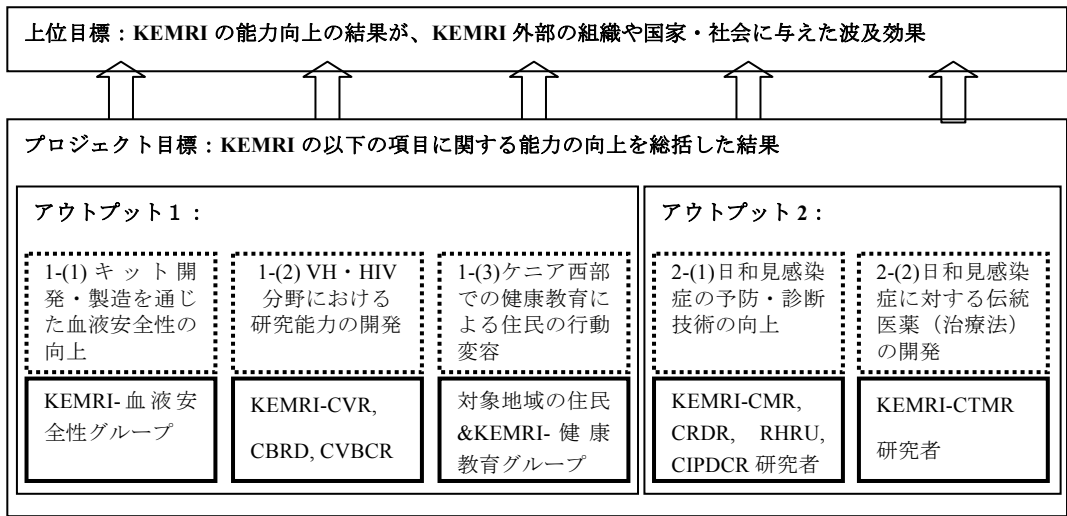 上位目標：KEMRI の能力向上の結果が、KEMRI 外部の組織や国家・社会に与えた波及効果
プロジェクト目標：KEMRI の以下の項目に関する能力の向上を総括した結果
アウトプット１：
1-(1) キット開
発・製造を通じ
た血液安全性の
向上
KEMRI-血液安
全性グループ
1-(2) VH・HIV
分野における
研究能力の開発
KEMRI-CVR,
CBRD, CVBCR
1-(3)ケニア西部
での健康教育に
よる住民の行動
変容
対象地域の住民
&KEMRI-健康
教育グループ
アウトプット 2：
2-(1)日和見感染
症の予防・診断
技術の向上
KEMRI-CMR,
CRDR, RHRU,
CIPDCR 研究者
2-(2)日和見感染
症に対する伝統
医薬（治療法）
の開発
KEMRI-CTMR
研究者